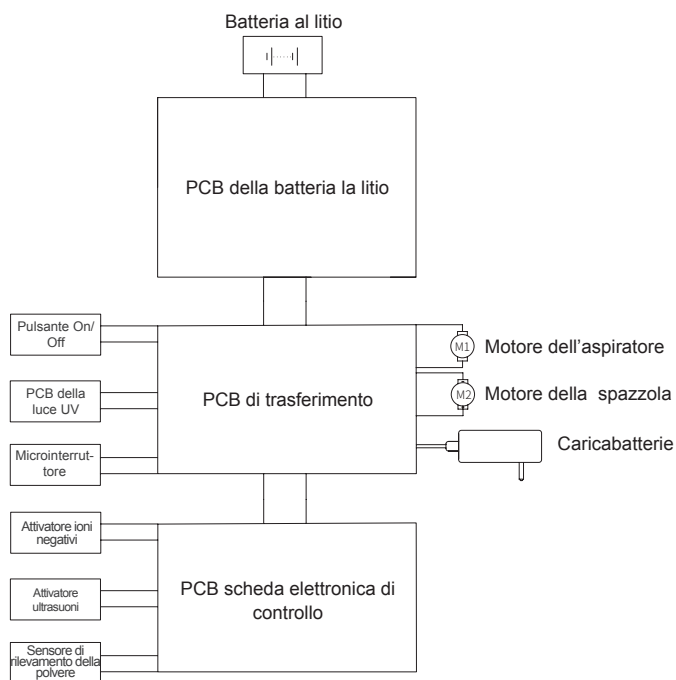 Batteria al litio
PCB della batteria la litio
Pulsante On/
Off
M1
Motore dell'aspiratore
PCB della
luce UV
PCB di trasferimento
M2
Motore della spazzola
Microinterrut-
tore
Caricabatterie
Attivatore ioni
negativi
PCB scheda elettronica di
controllo
Attivatore
ultrasuoni
Sensore di
rilevamento della
polvere